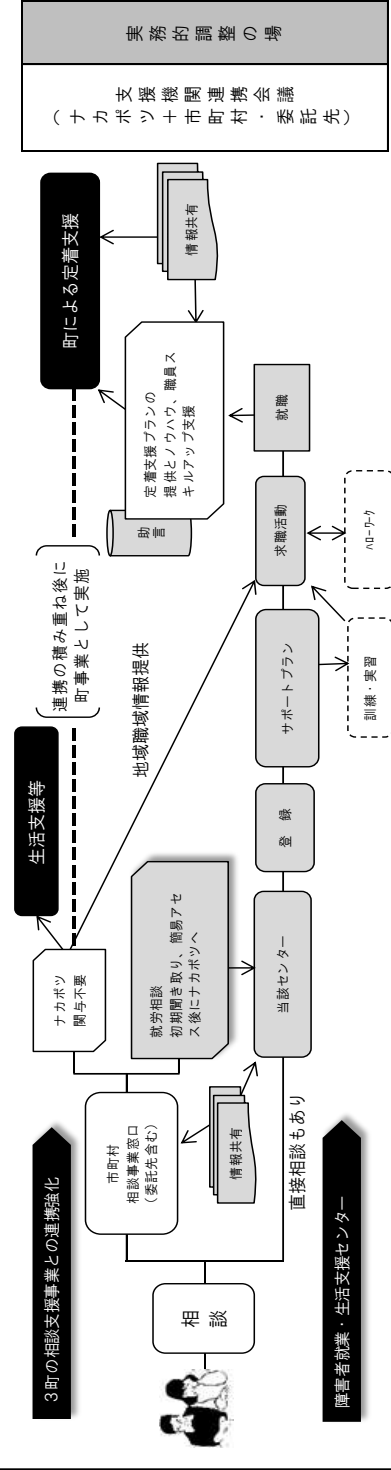 ３町の相談支援事業との連携強化
障害者就業・生活支援センター
相
談
市町村
相談事業窓口
（委託先含む）
情報共有
直接相談もあり
ナカポツ
関与不要
生活支援等
就労相談
初期聞き取り、簡易アセ
ス後にナカポツへ
当該センター
登　録
サポートプラン
訓練・実習
求職活動
ﾊﾛｰﾜｰｸ
就職
地域職域情報提供
連携の積み重ね後に
町事業として実施
助言
定着支援プランの
提供とノウハウ、職員ス
キルアップ支援
情報共有
町による定着支援
実務的調整の場
支援機関連携会議
（ナカポツ＋市町村・委託先）